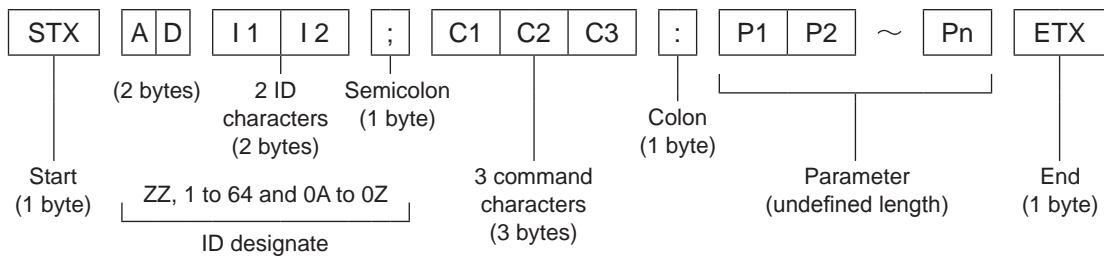 STX A D I1 I2 ; C1 C2 C3 : P1 P2 ～ Pn ETX
(2 bytes)
2 ID
characters
(2 bytes)
Semicolon
(1 byte)
Colon
(1 byte)
Start
(1 byte)
ZZ, 1 to 64 and 0A to 0Z
ID designate
3 command
characters
(3 bytes)
Parameter
(undefined length)
End
(1 byte)